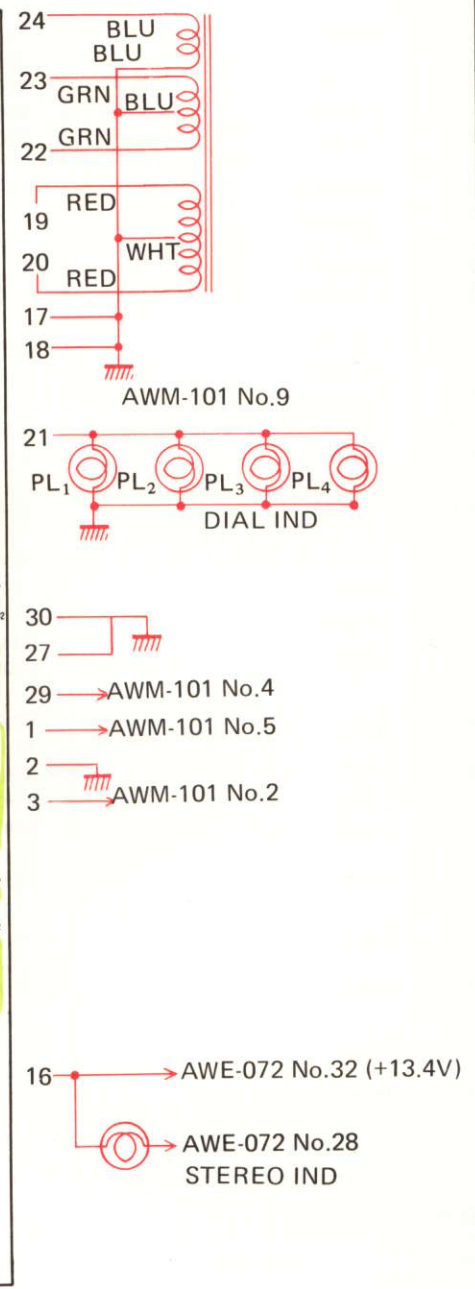 24
BLU
BLU
23
GRN BLU
GRN
22
RED
19
WHT
20
RED
17
18
AWM-101 No.9
21
PL₁ PL₂ PL₃ PL₄
DIAL IND
30
27
29 AWM-101 No.4
1 AWM-101 No.5
2
3 AWM-101 No.2
16 AWE-072 No.32 (+13.4V)
AWE-072 No.28
STEREO IND